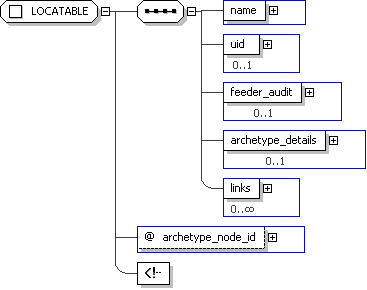 LOCATABLE
name
uid
0..1
feeder_audit
0..1
archetype_details
0..1
links
0..∞
@ archetype_node_id
<!--